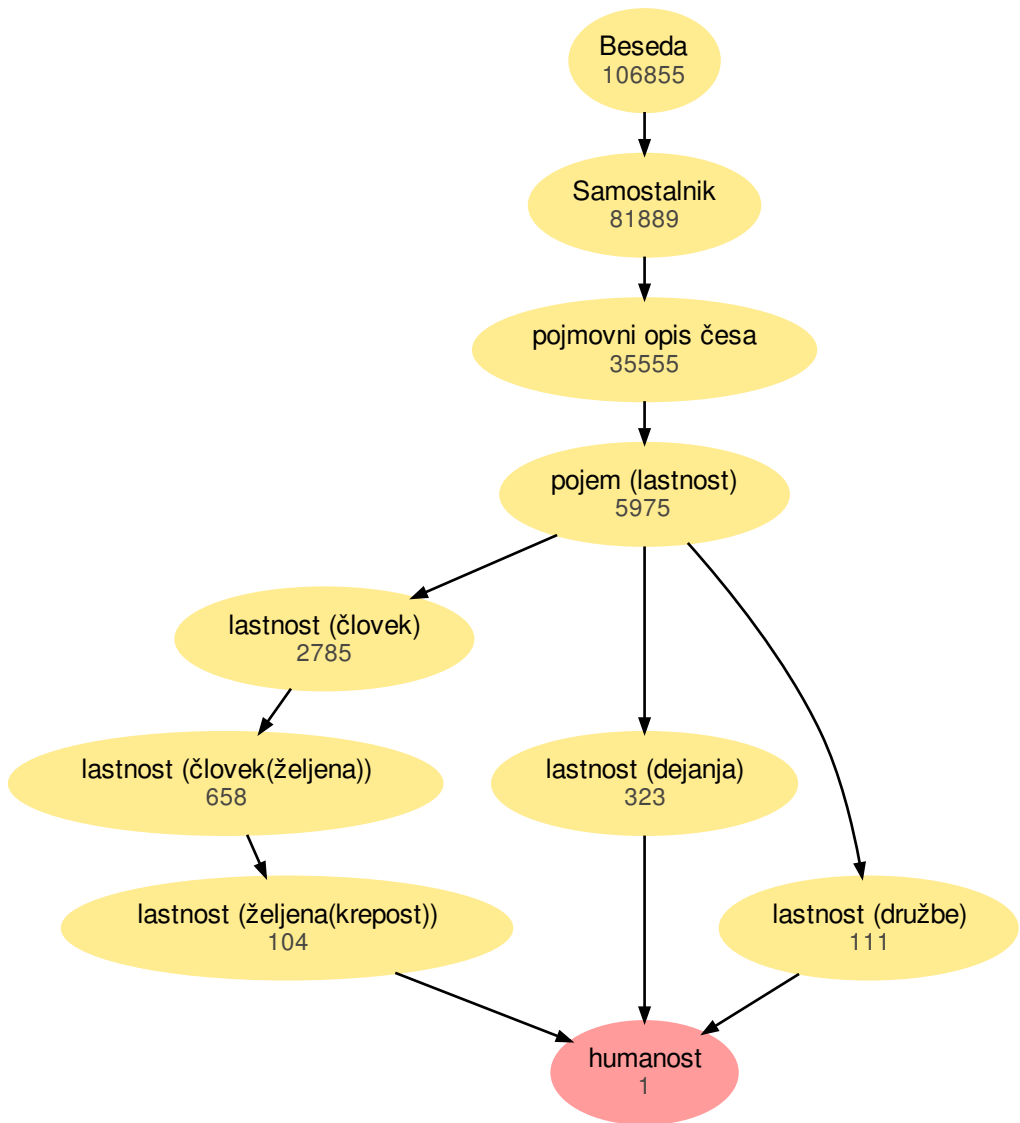 Beseda
106855
Samostalnik
81889
pojmovni opis česa
35555
pojem (lastnost)
5975
lastnost (človek)
2785
lastnost (človek(željena))
658
lastnost (dejanja)
323
lastnost (željena(krepost))
104
lastnost (družbe)
111
humanost
1